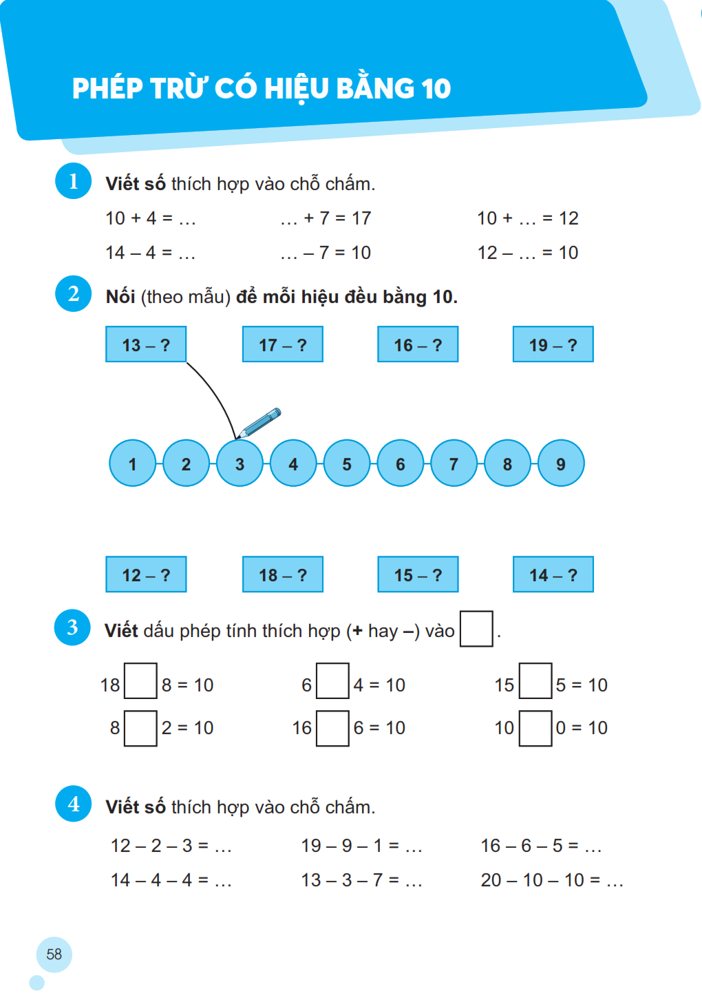 PHÉP TRỪ CÓ HIỆU BẰNG 10
1 Viết số thích hợp vào chỗ chấm.
10 + 4 = … … + 7 = 17 10 + … = 12
14 – 4 = … … – 7 = 10 12 – … = 10
2 Nối (theo mẫu) để mỗi hiệu đều bằng 10.
13 – ? 17 – ? 16 – ? 19 – ?
1 2 3 4 5 6 7 8 9
12 – ? 18 – ? 15 – ? 14 – ?
3 Viết dấu phép tính thích hợp (+ hay –) vào □ .
18 □ 8 = 10 6 □ 4 = 10 15 □ 5 = 10
8 □ 2 = 10 16 □ 6 = 10 10 □ 0 = 10
4 Viết số thích hợp vào chỗ chấm.
12 – 2 – 3 = … 19 – 9 – 1 = … 16 – 6 – 5 = …
14 – 4 – 4 = … 13 – 3 – 7 = … 20 – 10 – 10 = …
58